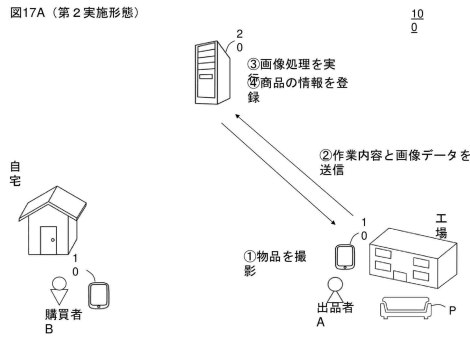 図17A（第２実施形態）
10
0
2
0
③画像処理を実
行
④商品の情報を登
録
②作業内容と画像データを
送信
自
宅
1
0
購買者
B
①物品を撮
影
1
0
工
場
出品者
A
P